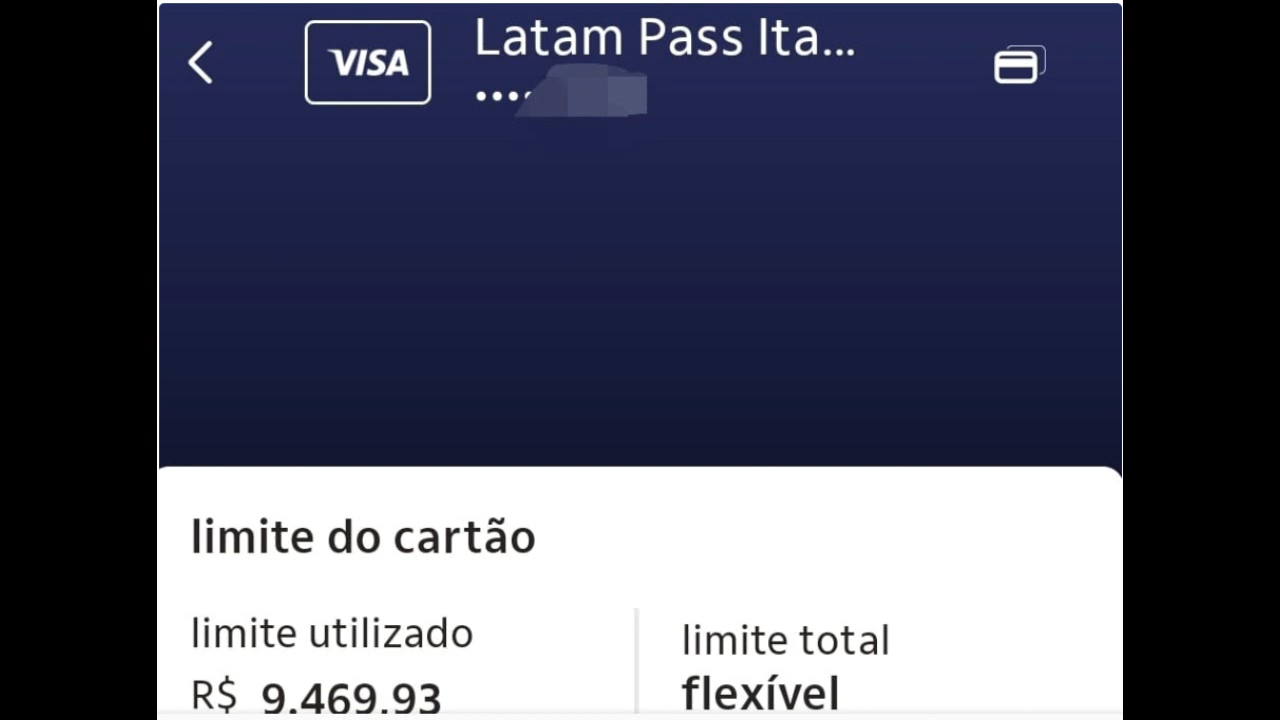 VISA
Latam Pass Ita...
limite do cartão
limite utilizado
R$ 9.469,93
limite total
flexível